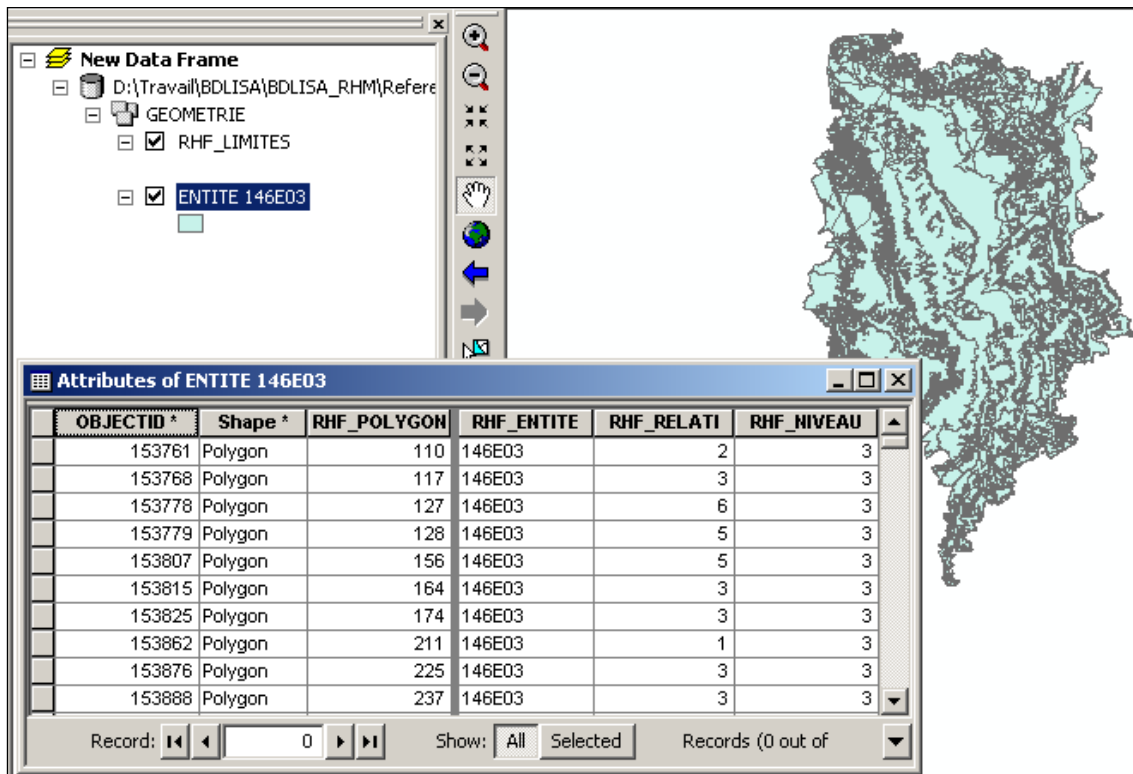 New Data Frame
D:\Travail\BDLISA\BDLISA_RHM\Refere
GEOMETRIE
RHF_LIMITES
ENTITE 146E03
Attributes of ENTITE 146E03
OBJECTID * Shape * RHF_POLYGON RHF_ENTITE RHF_RELATI RHF_NIVEAU
153761 Polygon 110 146E03 2 3
153768 Polygon 117 146E03 3 3
153778 Polygon 127 146E03 6 3
153779 Polygon 128 146E03 5 3
153807 Polygon 156 146E03 5 3
153815 Polygon 164 146E03 3 3
153825 Polygon 174 146E03 3 3
153862 Polygon 211 146E03 1 3
153876 Polygon 225 146E03 3 3
153888 Polygon 237 146E03 3 3
Record: 0 Show: All Selected Records (0 out of